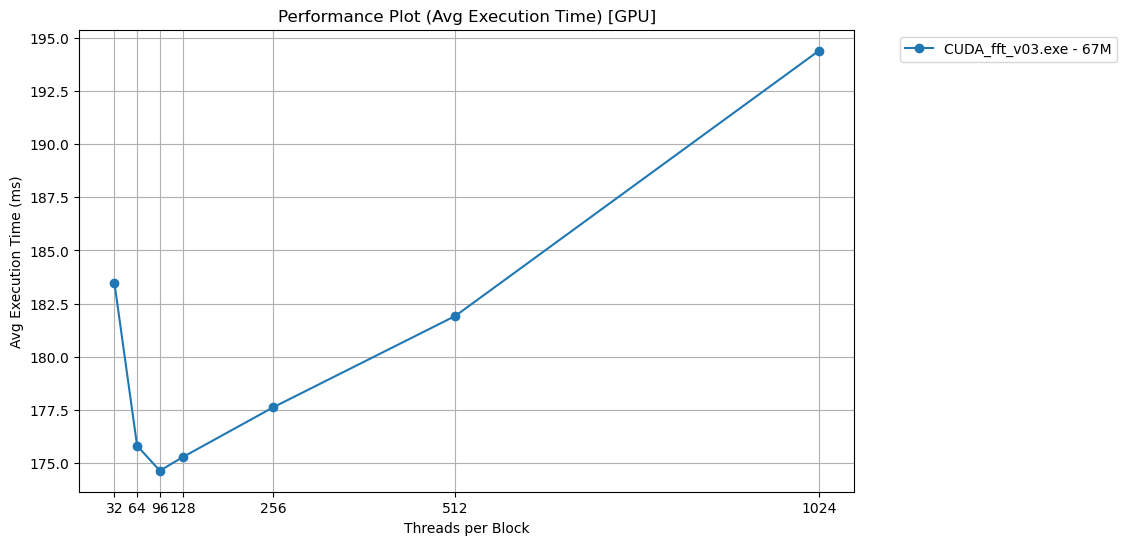 Performance Plot (Avg Execution Time) [GPU]
195.0
192.5
190.0
187.5
185.0
182.5
180.0
177.5
175.0
Avg Execution Time (ms)
32 64 96 128 256 512 1024
Threads per Block
CUDA_fft_v03.exe - 67M